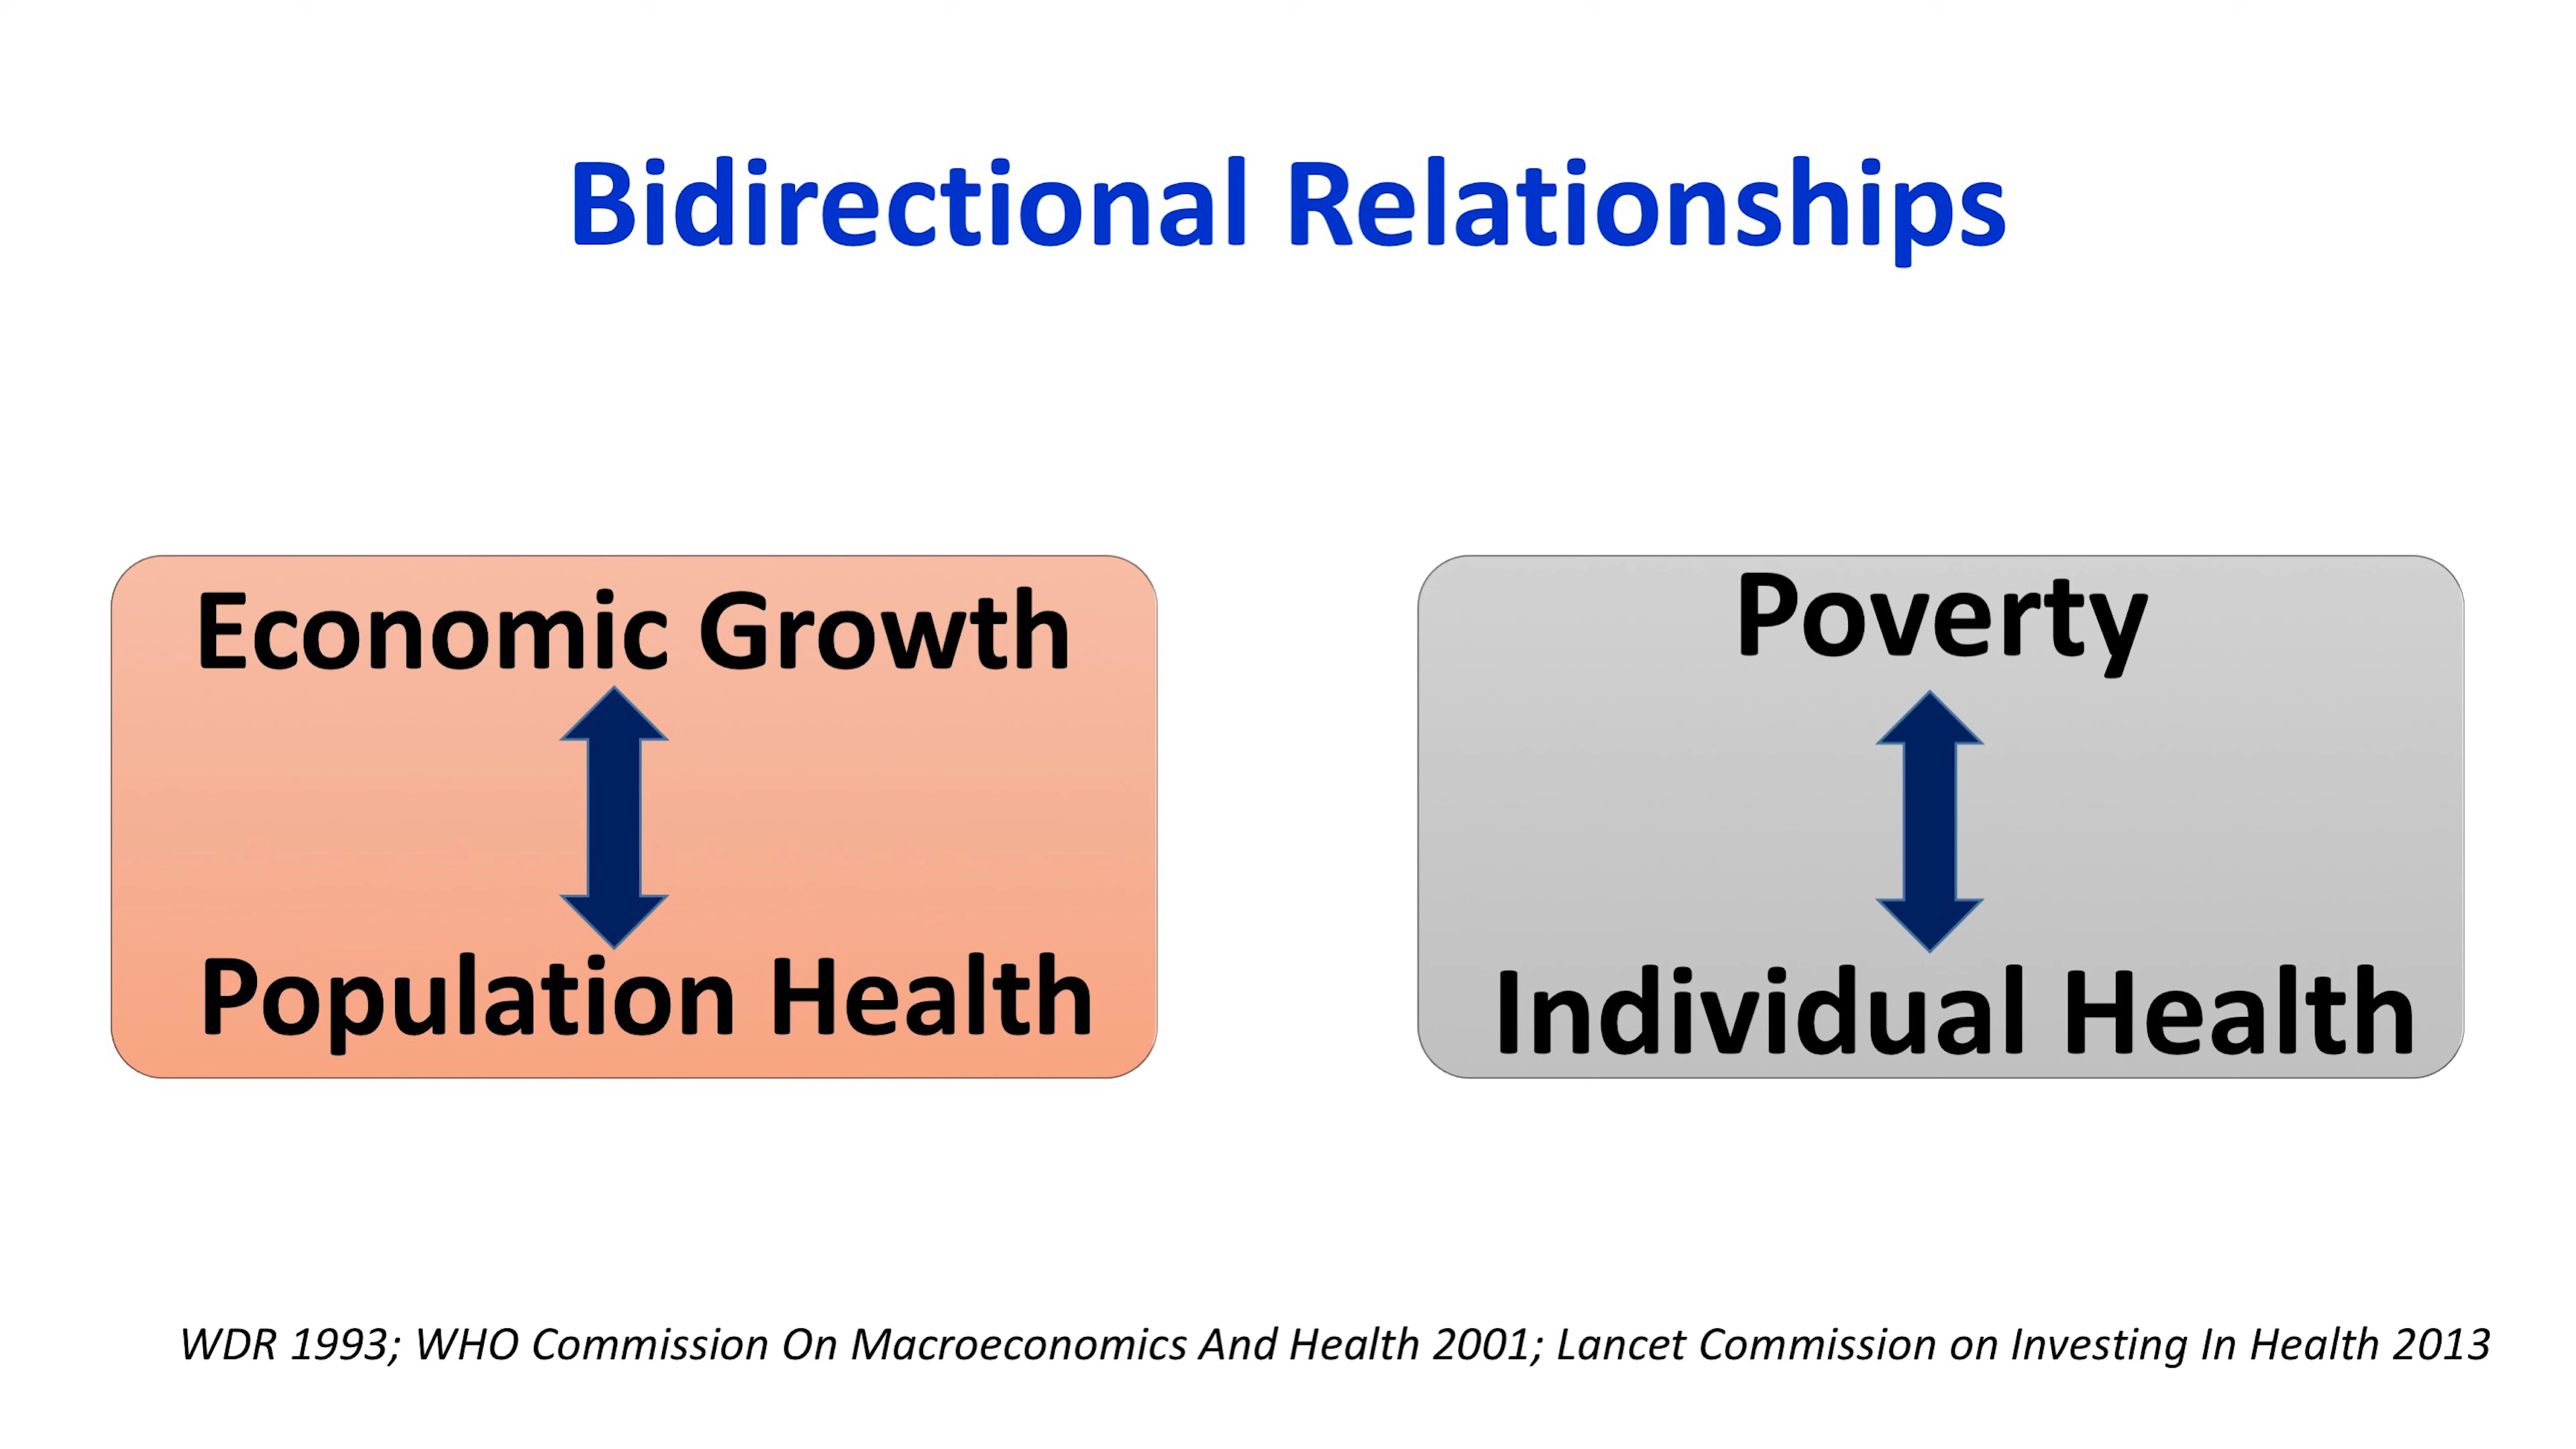 Bidirectional Relationships
Economic Growth
Population Health
Poverty
Individual Health
WDR 1993; WHO Commission On Macroeconomics And Health 2001; Lancet Commission on Investing In Health 2013